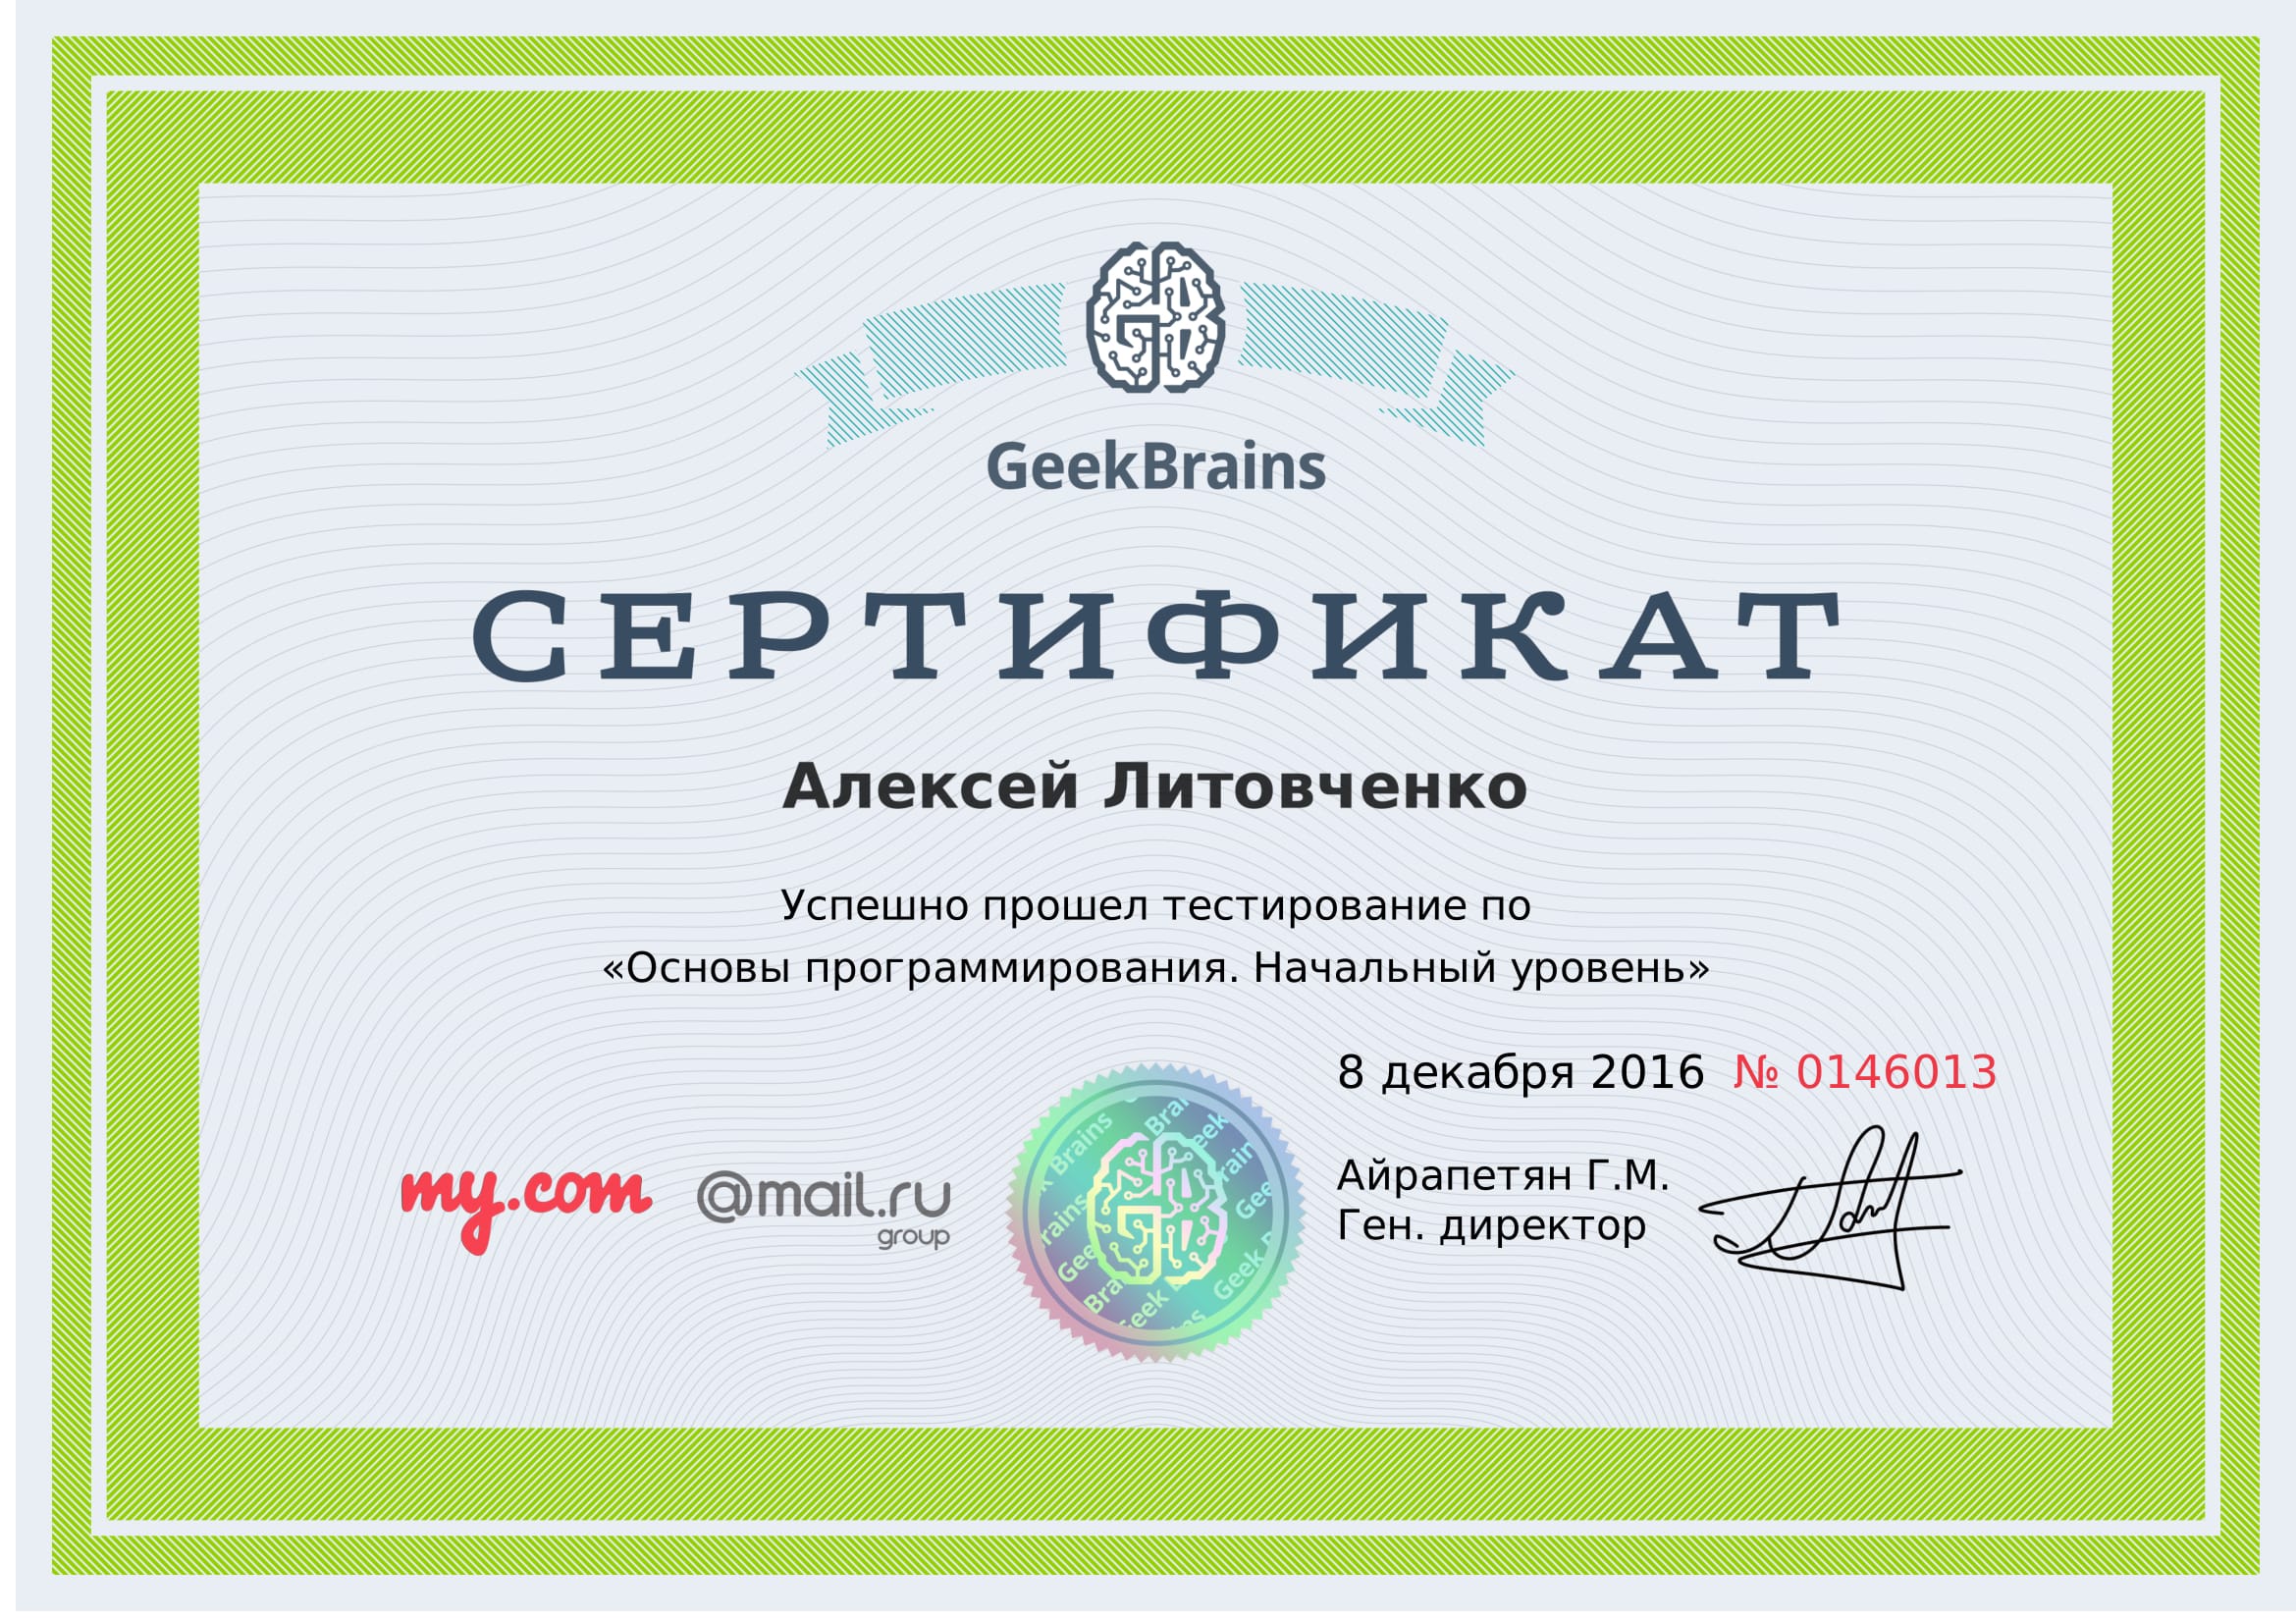 GeekBrains
СЕРТИФИКАТ
Алексей Литовченко
Успешно прошел тестирование по
«Основы программирования. Начальный уровень»
8 декабря 2016 № 0146013
my.com @mail.ru
group
Айрапетян Г.М.
Ген. директор